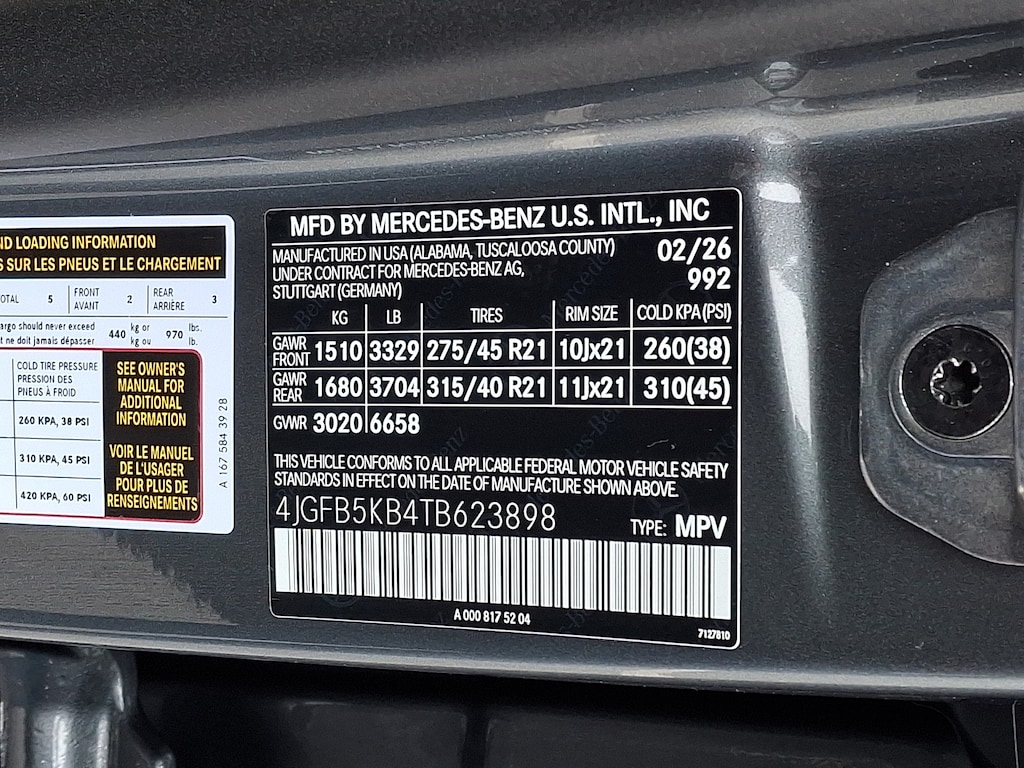 ND LOADING INFORMATION
S SUR LES PNEUS ET LE CHARGEMENT
OTAL 5 FRONT AVANT 2 REAR ARRIÈRE 3
argo should never exceed 440 kg or 970 lbs.
t ne doit jamais dépasser kg ou lb.
COLD TIRE PRESSURE
PRESSION DES
PNEUS À FROID
260 KPA, 38 PSI
310 KPA, 45 PSI
420 KPA, 60 PSI
SEE OWNER'S
MANUAL FOR
ADDITIONAL
INFORMATION
VOIR LE MANUEL
DE L'USAGER
POUR PLUS DE
RENSEIGNEMENTS
A 167 584 39 28
MFD BY MERCEDES-BENZ U.S. INTL., INC
MANUFACTURED IN USA (ALABAMA, TUSCALOOSA COUNTY) 02/26
UNDER CONTRACT FOR MERCEDES-BENZ AG, 992
STUTTGART (GERMANY)
KG LB TIRES RIM SIZE COLD KPA(PSI)
GAWR FRONT 1510 3329 275/45 R21 10Jx21 260(38)
GAWR REAR 1680 3704 315/40 R21 11Jx21 310(45)
GVWR 3020 6658
THIS VEHICLE CONFORMS TO ALL APPLICABLE FEDERAL MOTOR VEHICLE SAFETY
STANDARDS IN EFFECT ON THE DATE OF MANUFACTURE SHOWN ABOVE.
4JGFB5KB4TB623898
TYPE: MPV
A 000 817 52 04
7127810